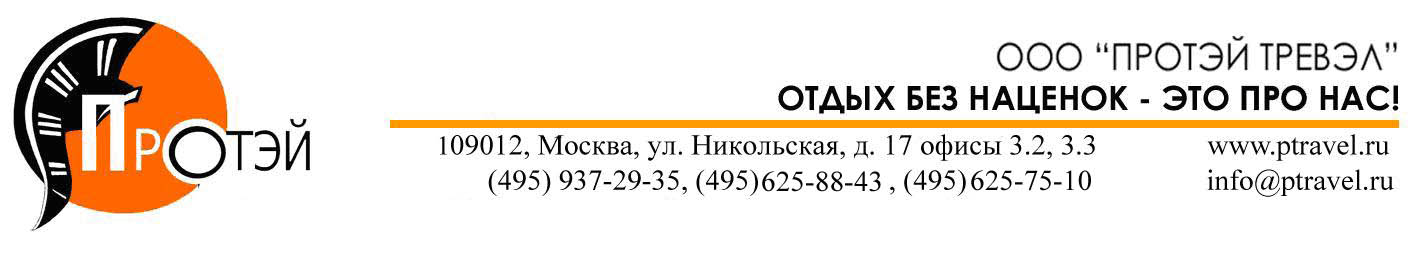 ПРОТЭЙ
ООО “ПРОТЭЙ ТРЕВЭЛ”
ОТДЫХ БЕЗ НАЦЕНОК - ЭТО ПРО НАС!
109012, Москва, ул. Никольская, д. 17 офисы 3.2, 3.3 www.ptravel.ru
(495) 937-29-35, (495)625-88-43 , (495)625-75-10 info@ptravel.ru